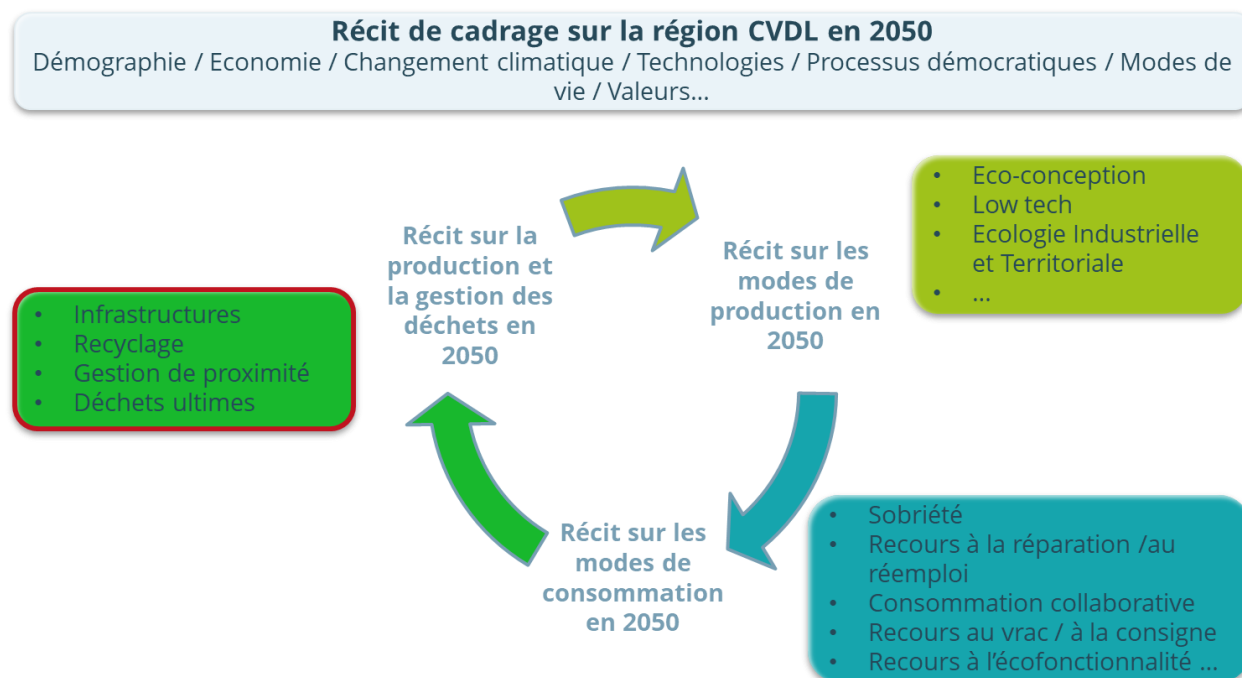 Récit de cadrage sur la région CVDL en 2050
Démographie / Economie / Changement climatique / Technologies / Processus démocratiques / Modes de
vie / Valeurs...
• Eco-conception
• Low tech
• Ecologie Industrielle
et Territoriale
• ...
Récit sur la
production et
la gestion des
déchets en
2050
Récit sur les
modes de
production en
2050
• Infrastructures
• Recyclage
• Gestion de proximité
• Déchets ultimes
Récit sur les
modes de
consommation
en 2050
• Sobriété
• Recours à la réparation /au
réemploi
• Consommation collaborative
• Recours au vrac / à la consigne
• Recours à l'écofonctionnalité ...